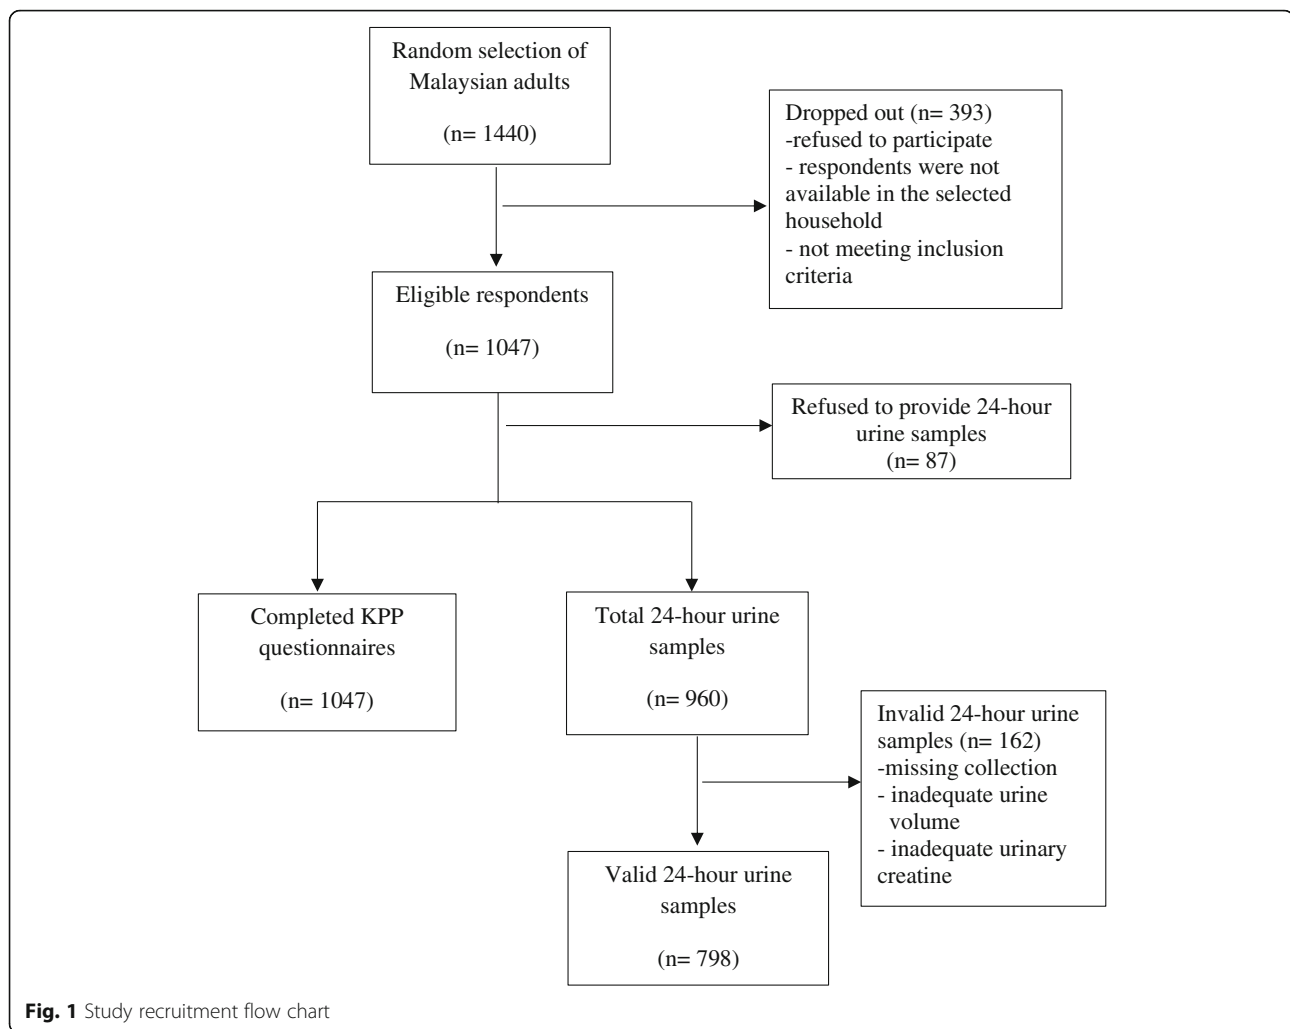 Random selection of
Malaysian adults
(n= 1440)
Dropped out (n= 393)
-refused to participate
- respondents were not
available in the selected
household
- not meeting inclusion
criteria
Eligible respondents
(n= 1047)
Refused to provide 24-hour
urine samples
(n= 87)
Completed KPP
questionnaires
(n= 1047)
Total 24-hour urine
samples
(n= 960)
Invalid 24-hour urine
samples (n= 162)
-missing collection
- inadequate urine
volume
- inadequate urinary
creatine
Valid 24-hour urine
samples
(n= 798)
Fig. 1 Study recruitment flow chart